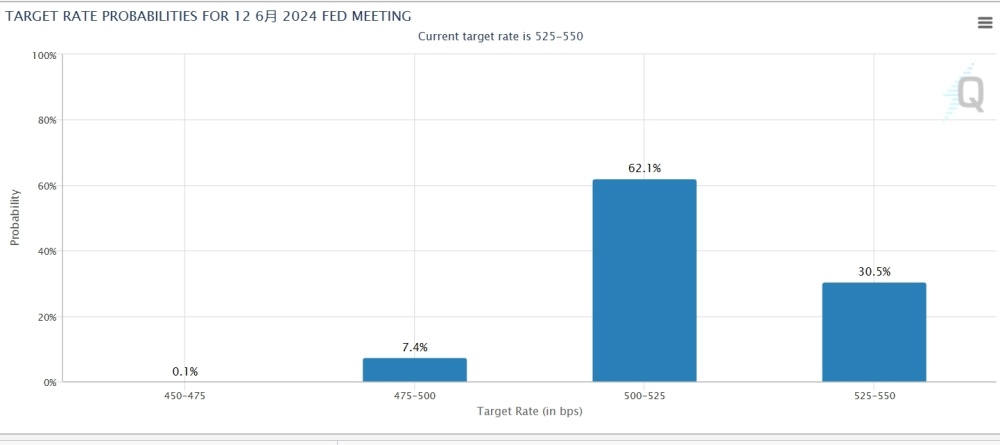 TARGET RATE PROBABILITIES FOR 12 6月 2024 FED MEETING
Current target rate is 525-550
100%
80%
60%
40%
20%
0%
Probability
0.1%
7.4%
62.1%
30.5%
450-475
475-500
500-525
525-550
Target Rate (in bps)
Q